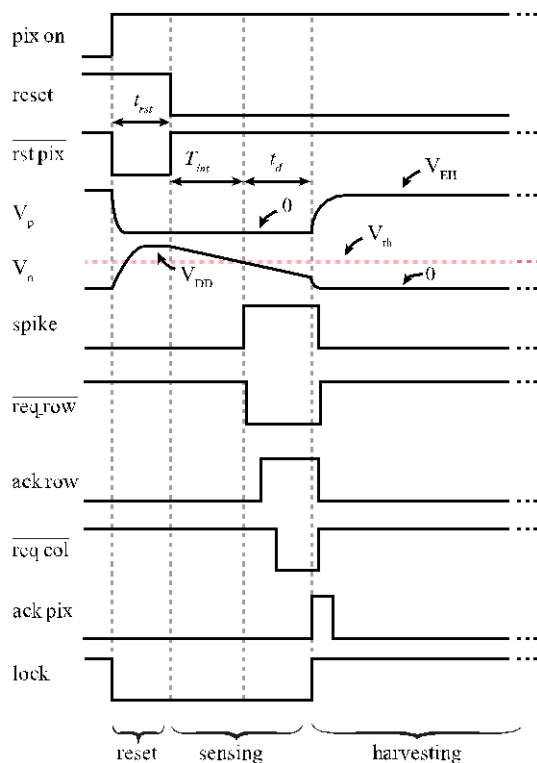 pix on
reset
t_rst
rst pix
T_int
t_d
V_EH
V_p
0
V_th
V_n
V_DD
0
spike
req row
ack row
req col
ack pix
lock
reset
sensing
harvesting